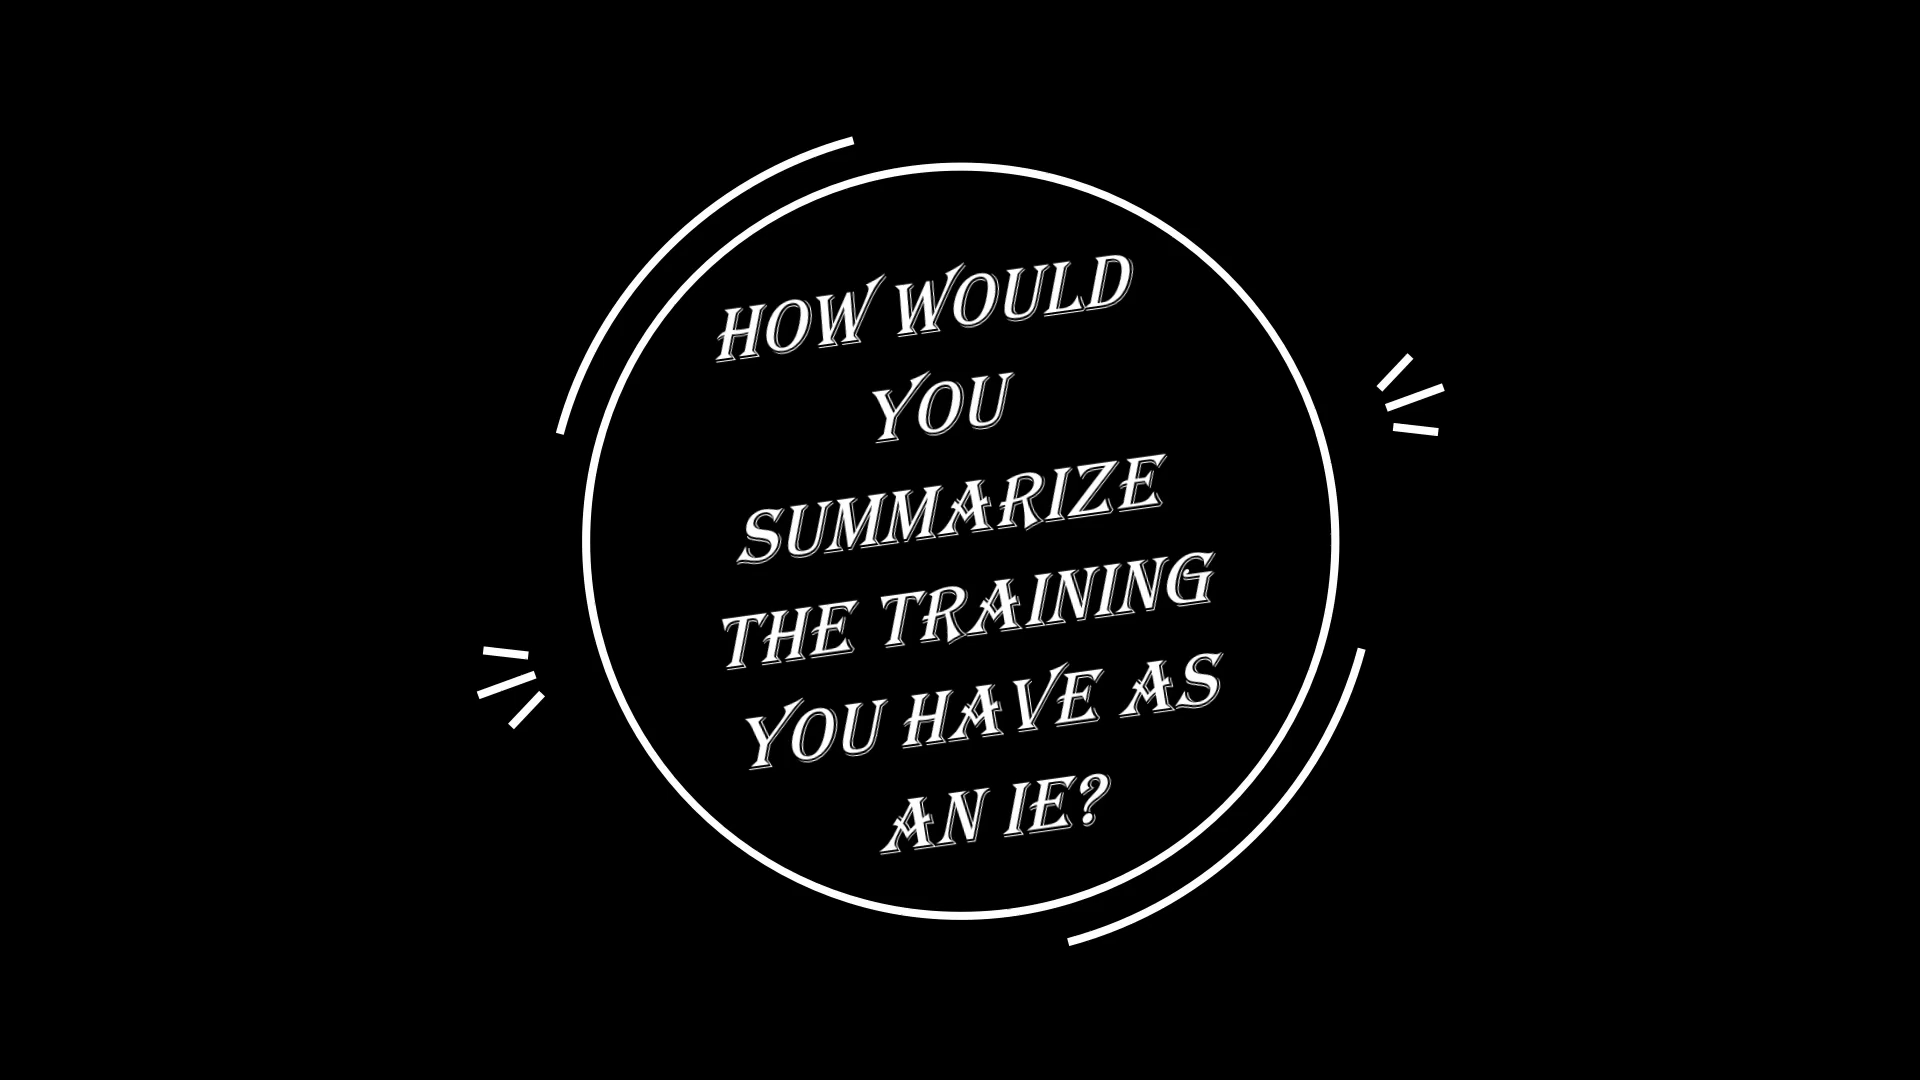 HOW WOULD
YOU
SUMMARIZE
THE TRAINING
YOU HAVE AS
AN IE?